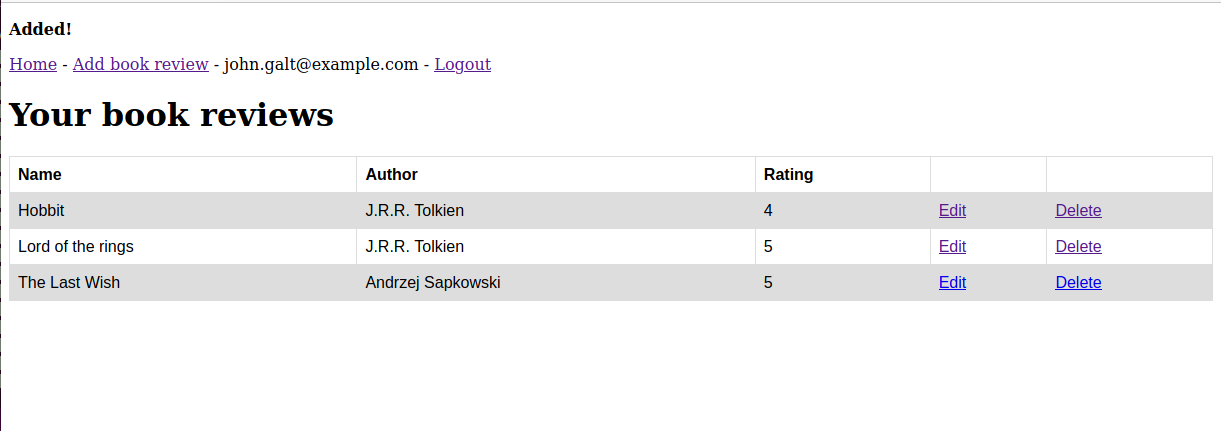 Added!
Home - Add book review - john.galt@example.com - Logout
Your book reviews
Name Author Rating
Hobbit J.R.R. Tolkien 4 Edit Delete
Lord of the rings J.R.R. Tolkien 5 Edit Delete
The Last Wish Andrzej Sapkowski 5 Edit Delete